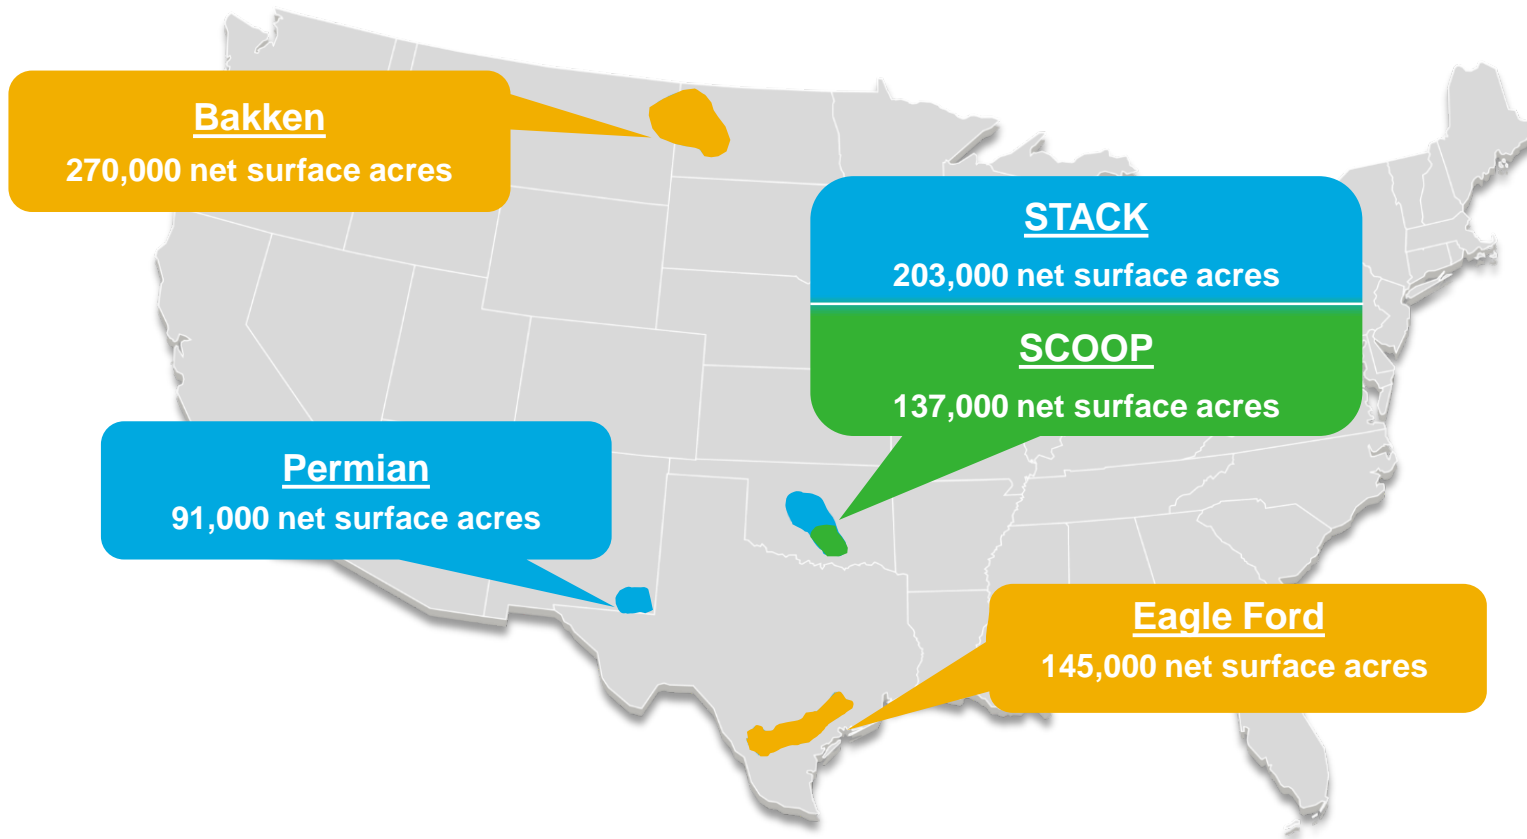 Bakken
270,000 net surface acres
STACK
203,000 net surface acres
SCOOP
137,000 net surface acres
Permian
91,000 net surface acres
Eagle Ford
145,000 net surface acres